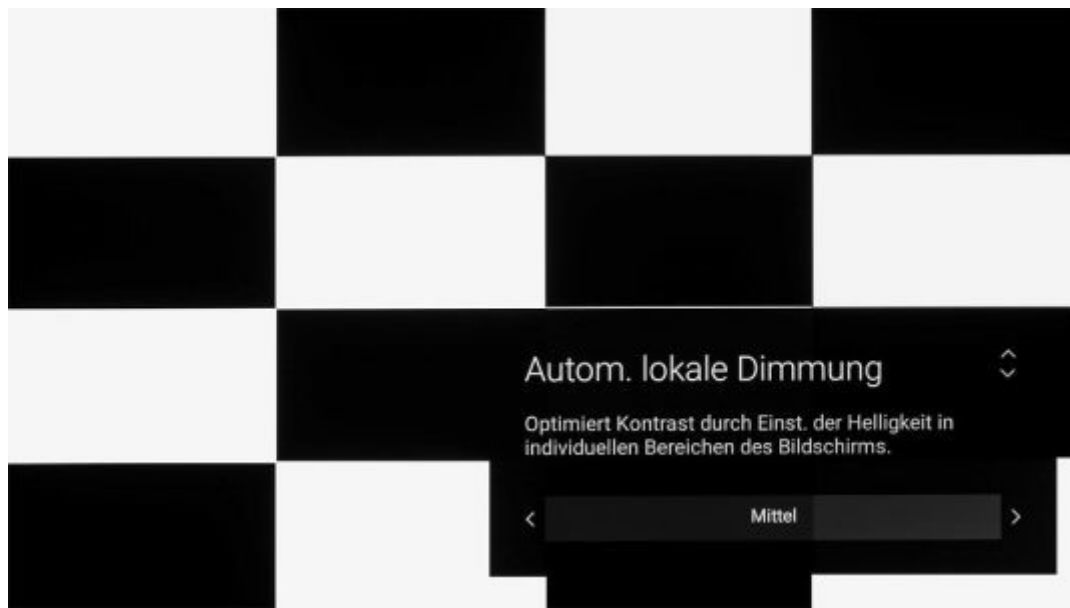 Autom. lokale Dimmung
Optimiert Kontrast durch Einst. der Helligkeit in
individuellen Bereichen des Bildschirms.
Mittel